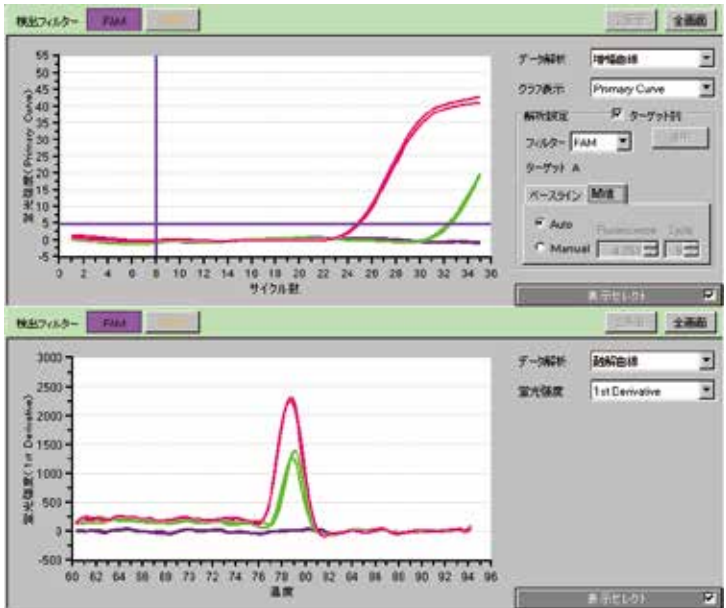 検出フィルター FAM 全画面
データ解析 増幅曲線
グラフ表示 Primary Curve
解析設定 ターゲット別
フィルター FAM 適用
ターゲット A
ベースライン 閾値
Auto Fluorescence Cycle
Manual
表示セレクト
蛍光強度(Primary Curve)
55
50
45
40
35
30
25
20
15
10
5
0
-5
0 2 4 6 8 10 12 14 16 18 20 22 24 26 28 30 32 34 36
サイクル数
検出フィルター FAM 全画面
データ解析 融解曲線
蛍光強度 1st Derivative
蛍光強度(1st Derivative)
3000
2500
2000
1500
1000
500
0
-500
60 62 64 66 68 70 72 74 76 78 80 82 84 86 88 90 92 94 96
温度
表示セレクト